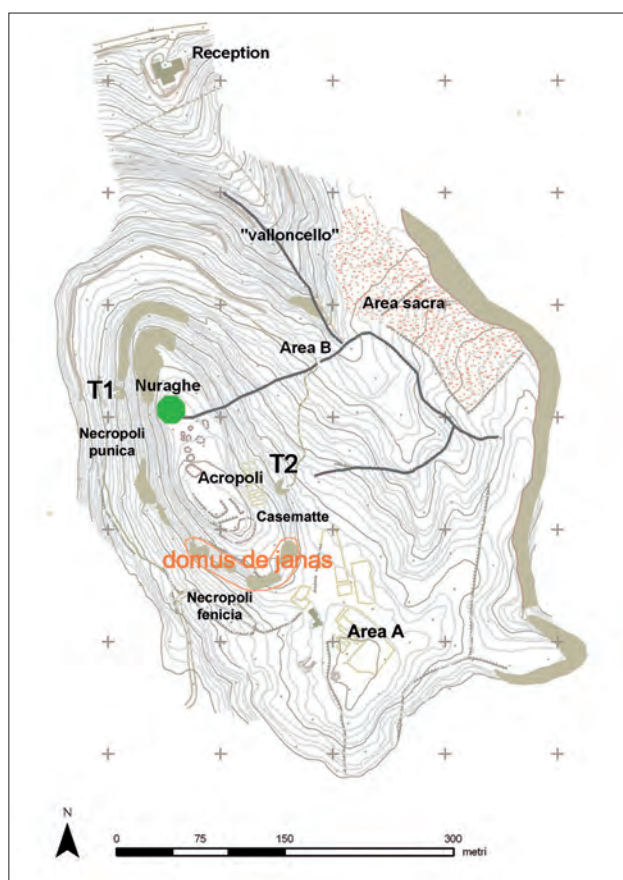 Reception
"valloncello"
Area sacra
Area B
T1
Nuraghe
Necropoli
punica
T2
Acropoli
Casematte
domus de janas
Necropoli
fenicia
Area A
N
0 75 150 300
metri